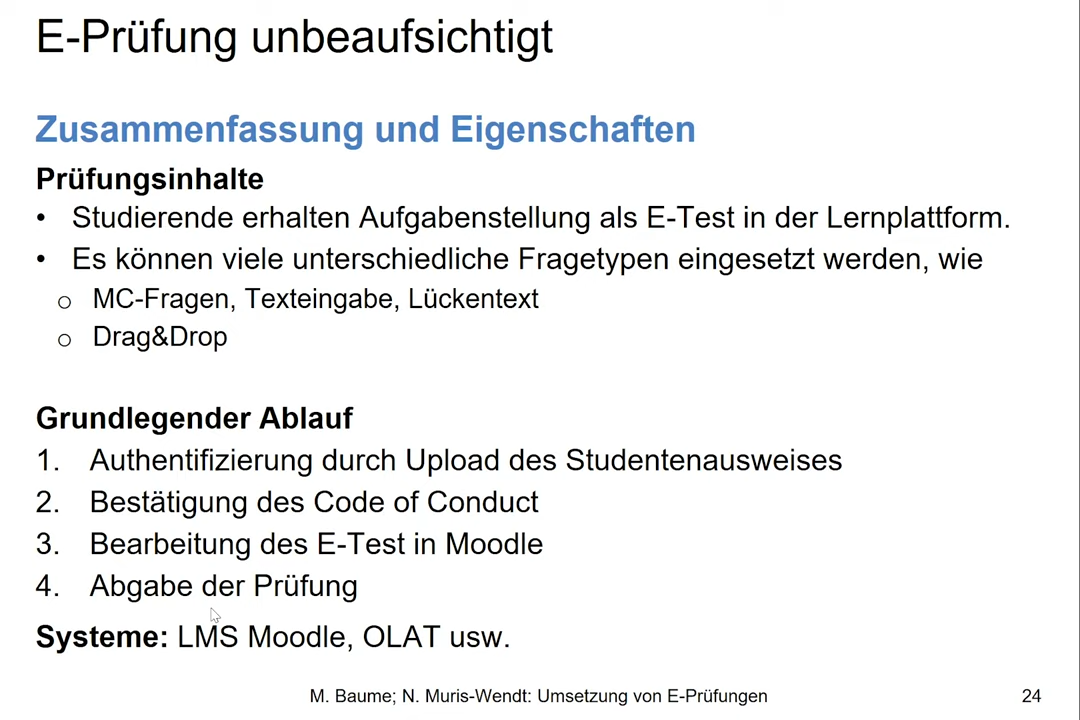 E-Prüfung unbeaufsichtigt
Zusammenfassung und Eigenschaften
Prüfungsinhalte
• Studierende erhalten Aufgabenstellung als E-Test in der Lernplattform.
• Es können viele unterschiedliche Fragetypen eingesetzt werden, wie
o MC-Fragen, Texteingabe, Lückentext
o Drag&Drop
Grundlegender Ablauf
1. Authentifizierung durch Upload des Studentenausweises
2. Bestätigung des Code of Conduct
3. Bearbeitung des E-Test in Moodle
4. Abgabe der Prüfung
Systeme: LMS Moodle, OLAT usw.
M. Baume; N. Muris-Wendt: Umsetzung von E-Prüfungen 24